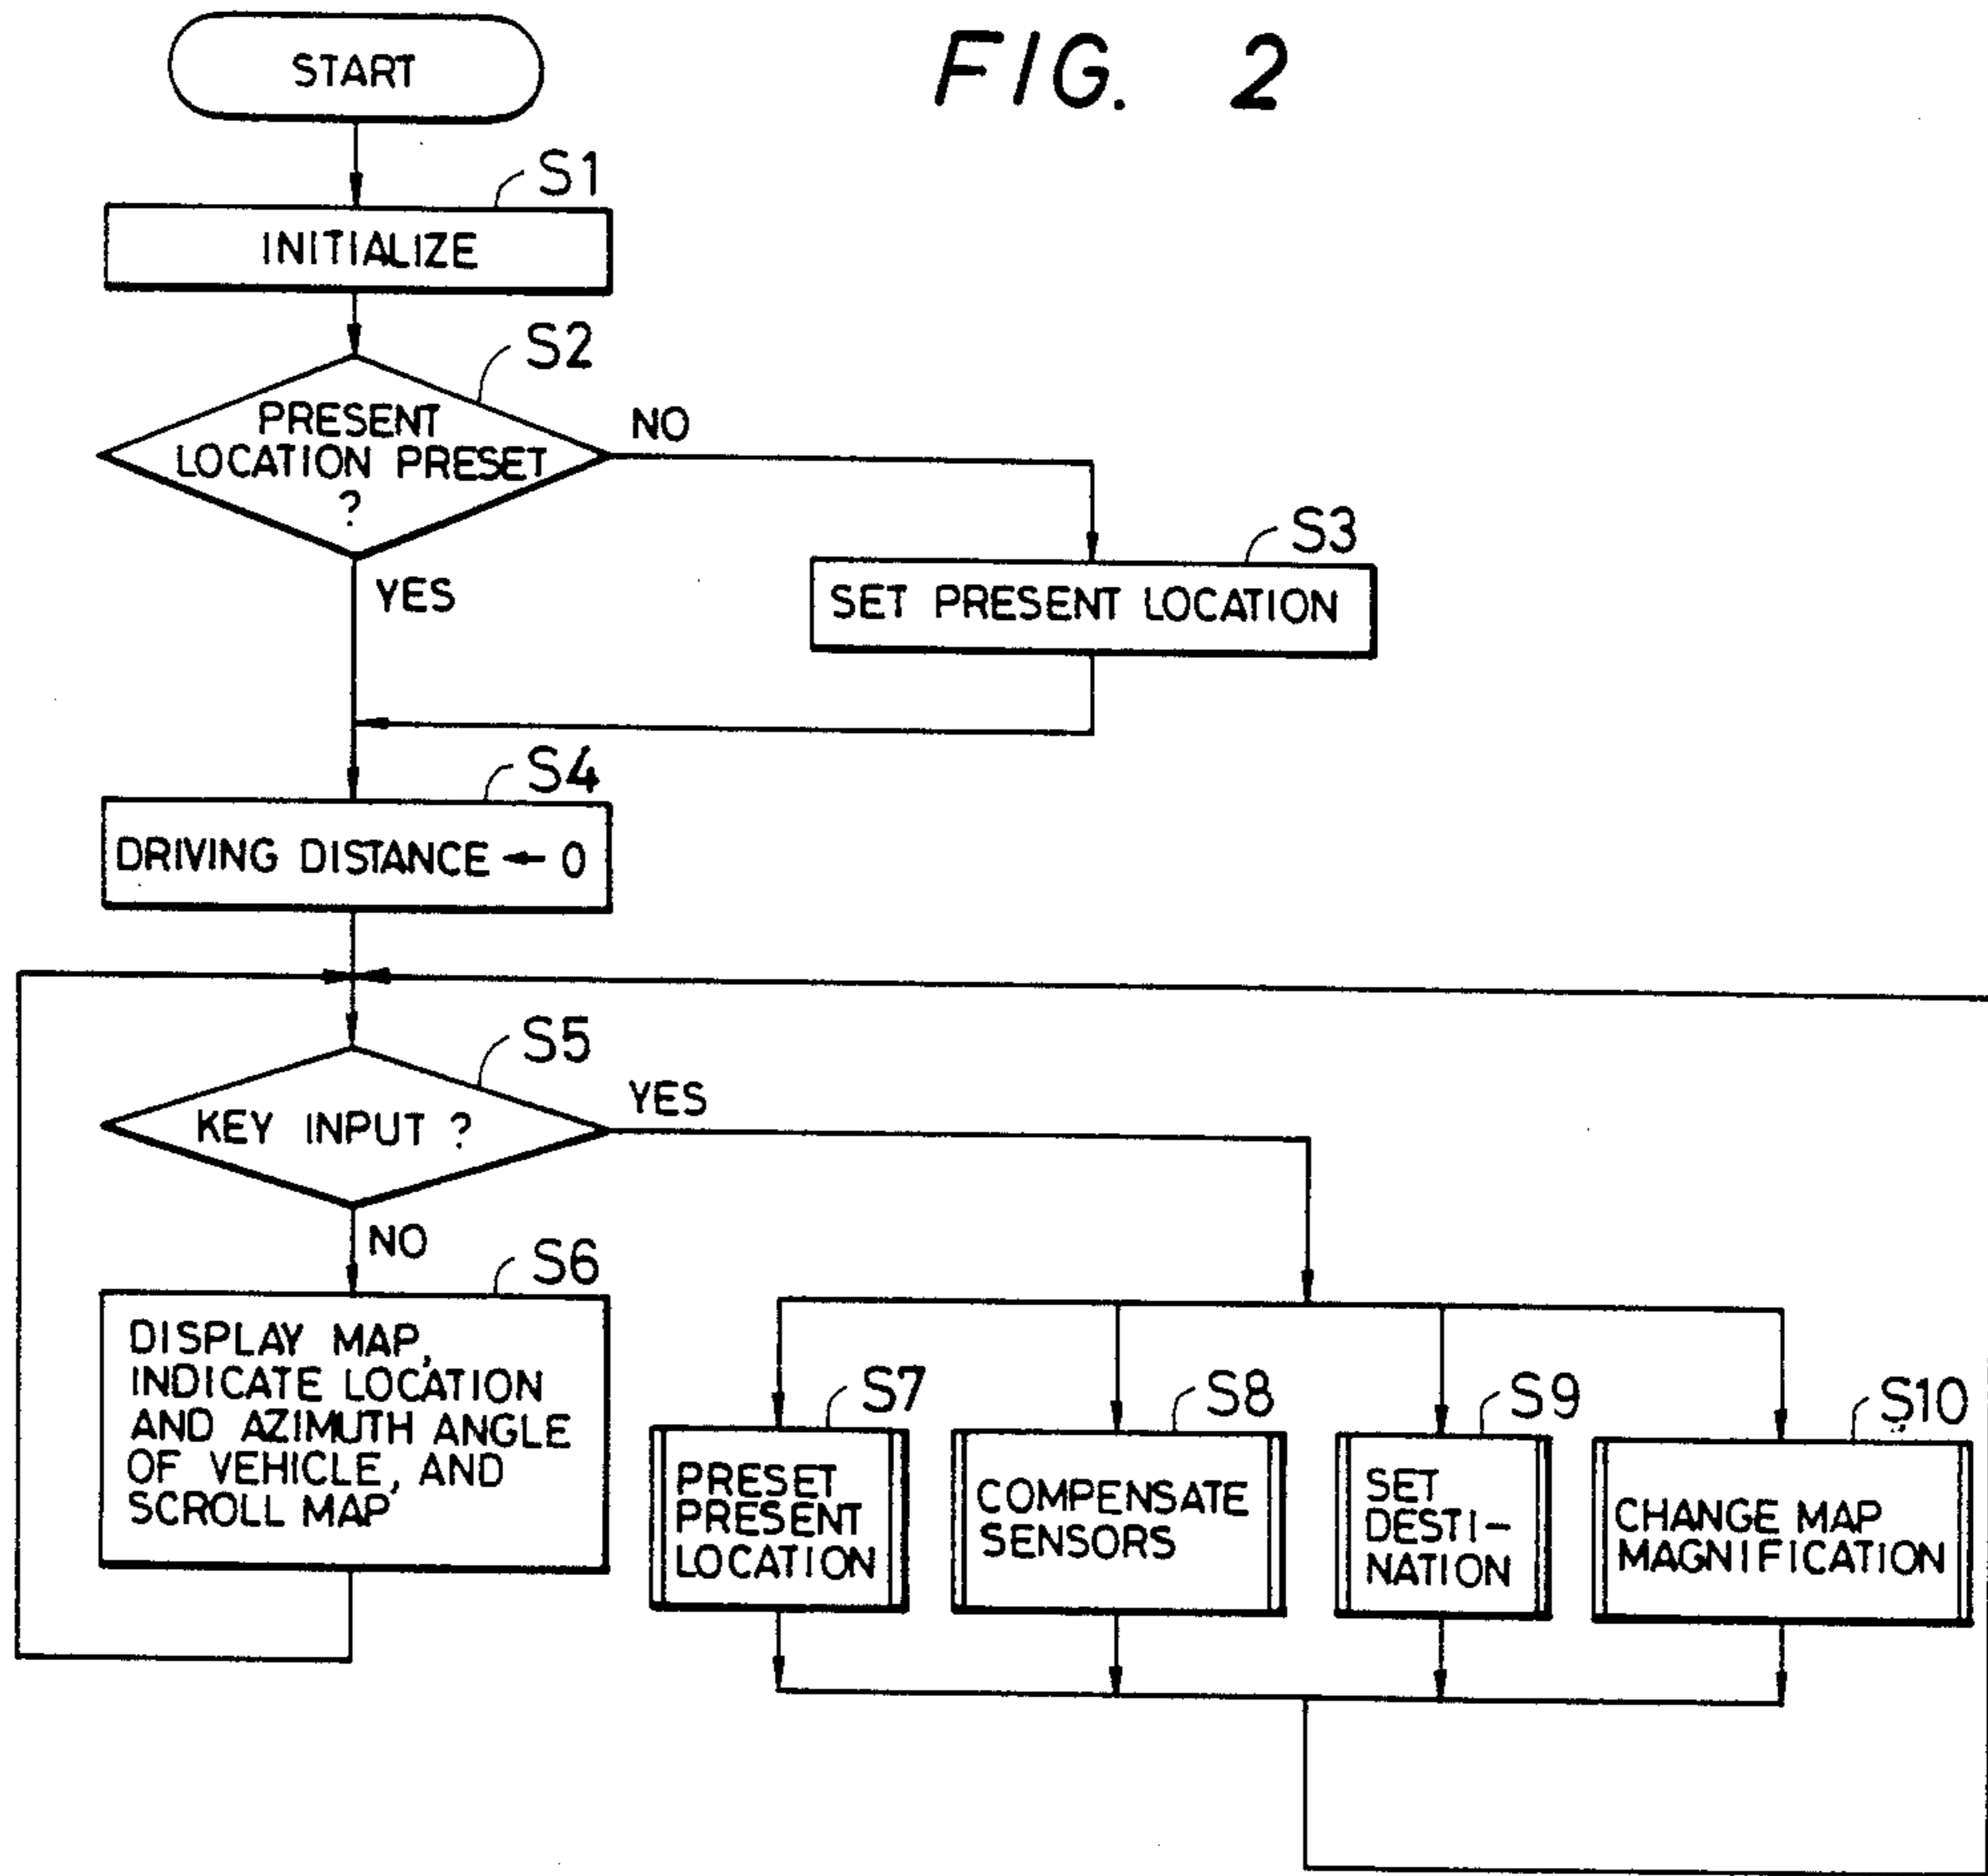 FIG. 2
START
S1
INITIALIZE
S2
PRESENT
LOCATION PRESET
?
NO
YES
S3
SET PRESENT LOCATION
S4
DRIVING DISTANCE ← 0
S5
KEY INPUT ?
YES
NO
S6
DISPLAY MAP,
INDICATE LOCATION
AND AZIMUTH ANGLE
OF VEHICLE, AND
SCROLL MAP
S7
PRESET
PRESENT
LOCATION
S8
COMPENSATE
SENSORS
S9
SET
DESTI-
NATION
S10
CHANGE MAP
MAGNIFICATION